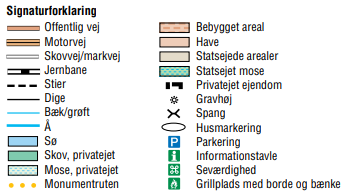 Signaturforklaring
Offentlig vej
Motorvej
Skovvej/markvej
Jernbane
Stier
Dige
Bæk/grøft
Å
Sø
Skov, privatejet
Mose, privatejet
Monumentruten
Bebygget areal
Have
Statsejede arealer
Statsejet mose
Privatejet ejendom
Gravhøj
Spang
Husmarkering
P Parkering
i Informationstavle
Seværdighed
Grillplads med borde og bænke